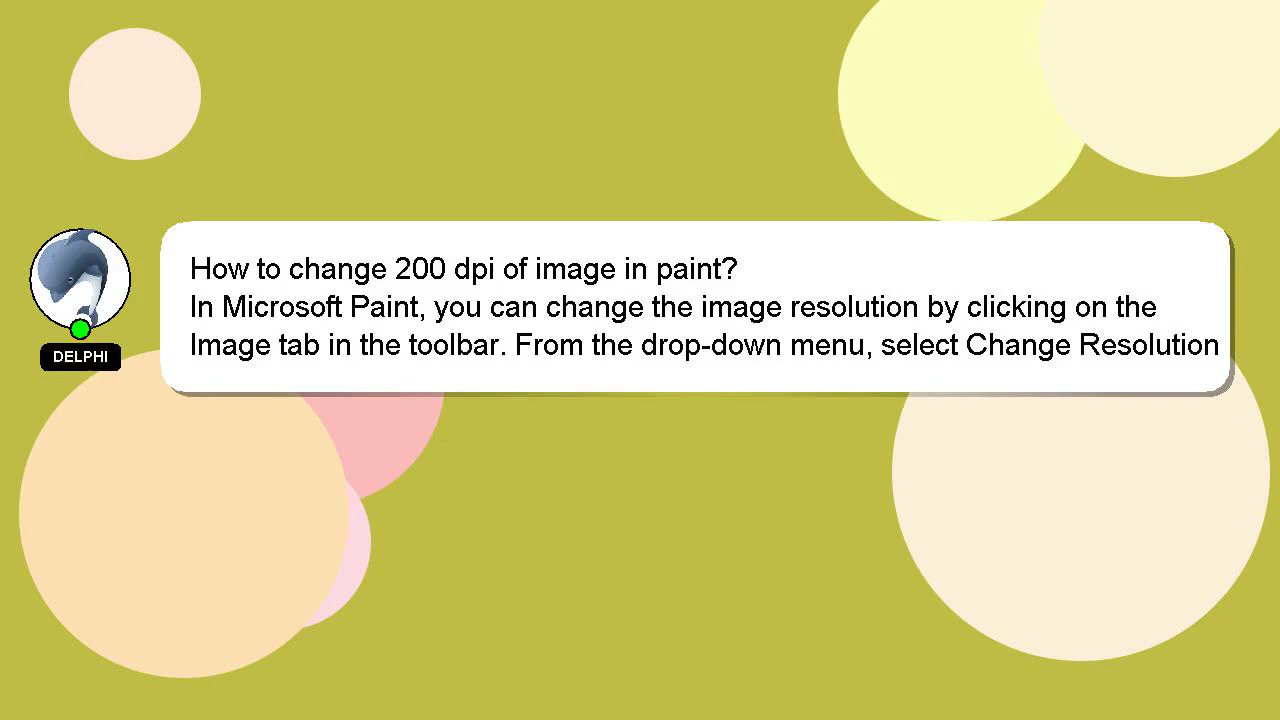 How to change 200 dpi of image in paint?
In Microsoft Paint, you can change the image resolution by clicking on the
Image tab in the toolbar. From the drop-down menu, select Change Resolution
DELPHI